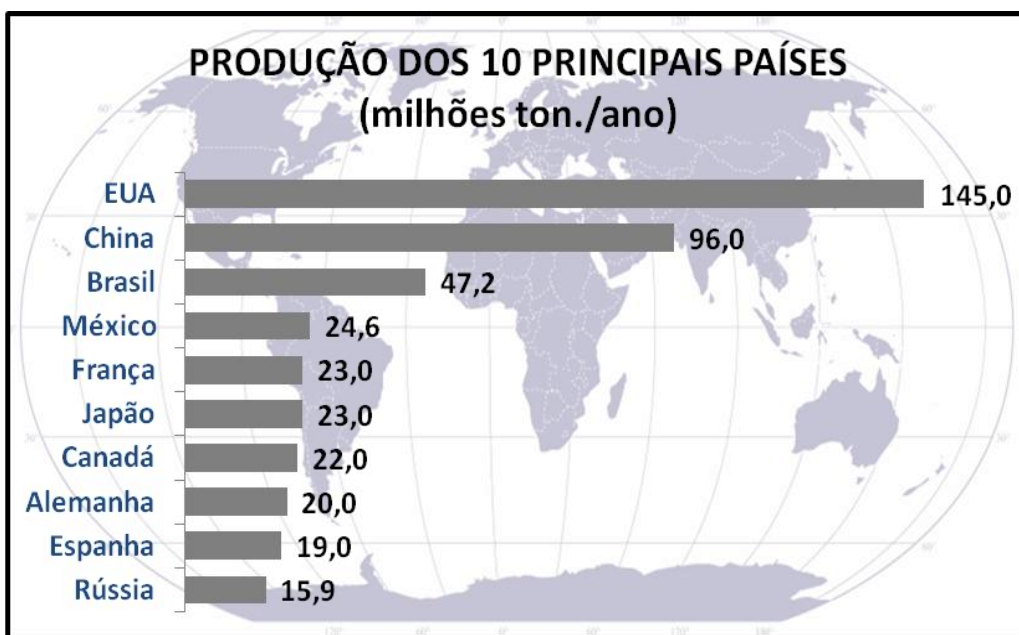 PRODUÇÃO DOS 10 PRINCIPAIS PAÍSES
(milhões ton./ano)
EUA 145,0
China 96,0
Brasil 47,2
México 24,6
França 23,0
Japão 23,0
Canadá 22,0
Alemanha 20,0
Espanha 19,0
Rússia 15,9